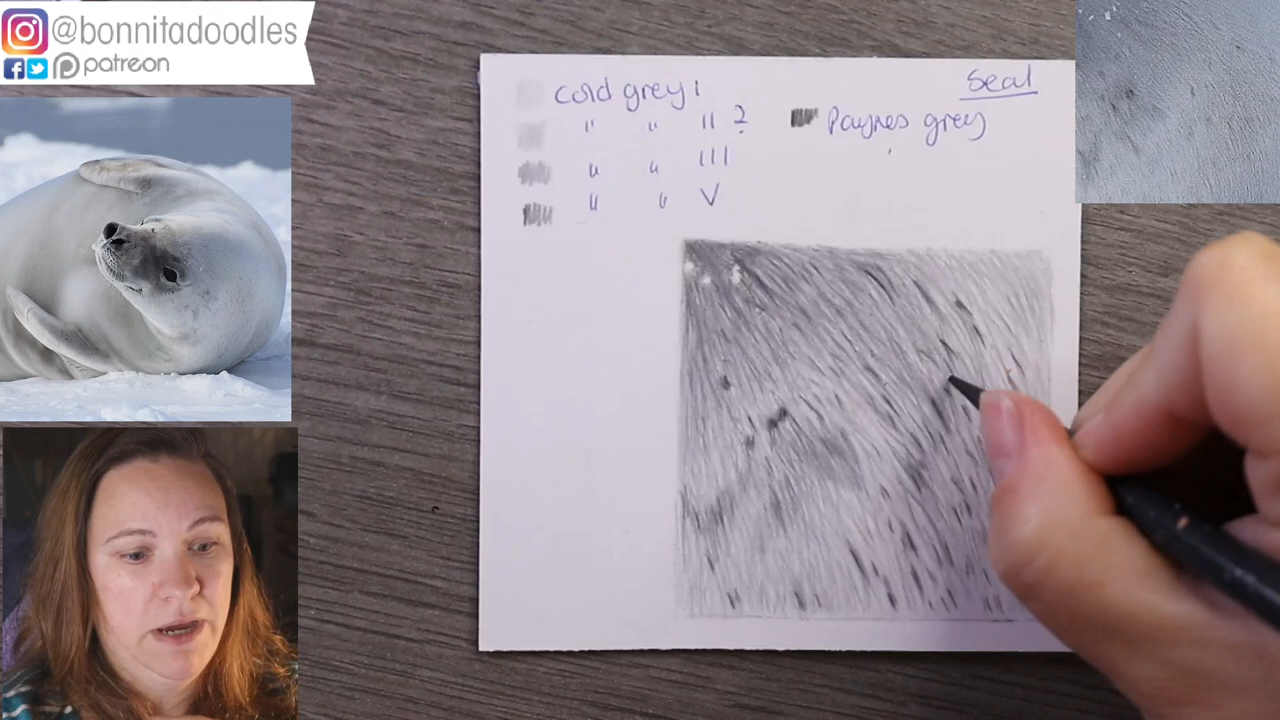 @bonnitadoodles
patreon
Seal
cold grey I
" " II ?
" " III
" " V
Paynes grey